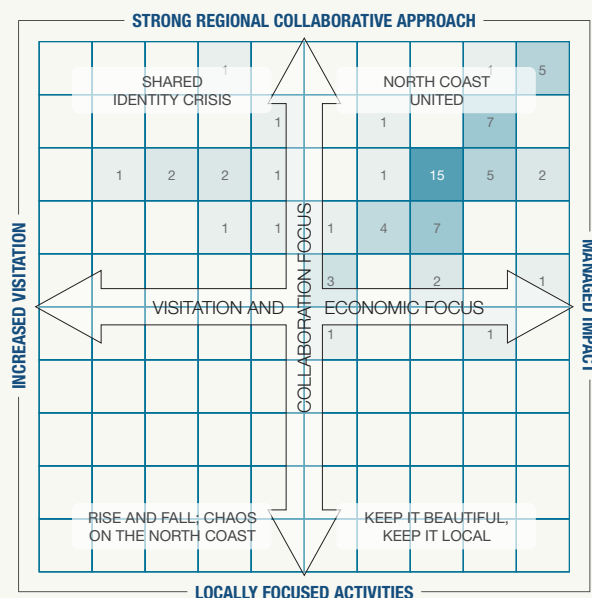 STRONG REGIONAL COLLABORATIVE APPROACH
1 1 5
SHARED
IDENTITY CRISIS
NORTH COAST
UNITED
1 1 7
1 2 2 1 1 15 5 2
1 1 1 4 7
3 2 1
INCREASED VISITATION
VISITATION AND ECONOMIC FOCUS
COLLABORATION FOCUS
MANAGED IMPACT
1 1
RISE AND FALL; CHAOS
ON THE NORTH COAST
KEEP IT BEAUTIFUL,
KEEP IT LOCAL
LOCALLY FOCUSED ACTIVITIES